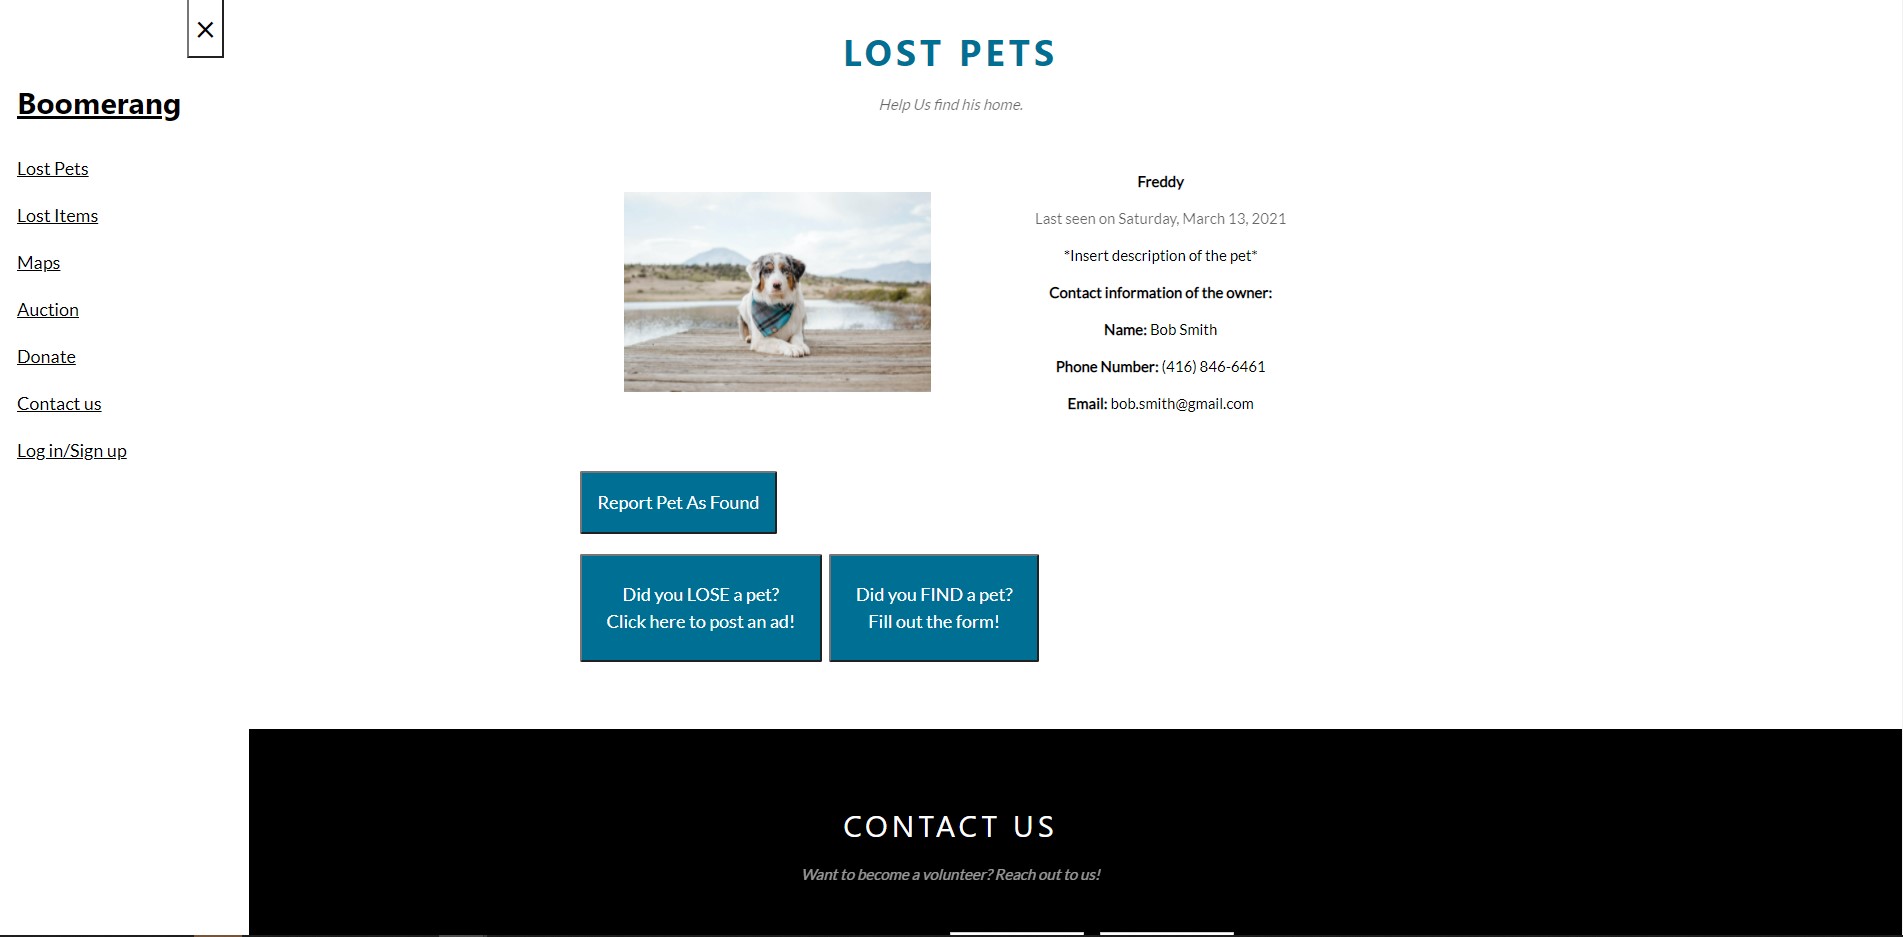 ×
Boomerang
Lost Pets
Lost Items
Maps
Auction
Donate
Contact us
Log in/Sign up
LOST PETS
Help Us find his home.
Freddy
Last seen on Saturday, March 13, 2021
*Insert description of the pet*
Contact information of the owner:
Name: Bob Smith
Phone Number: (416) 846-6461
Email: bob.smith@gmail.com
Report Pet As Found
Did you LOSE a pet?
Click here to post an ad!
Did you FIND a pet?
Fill out the form!
CONTACT US
Want to become a volunteer? Reach out to us!